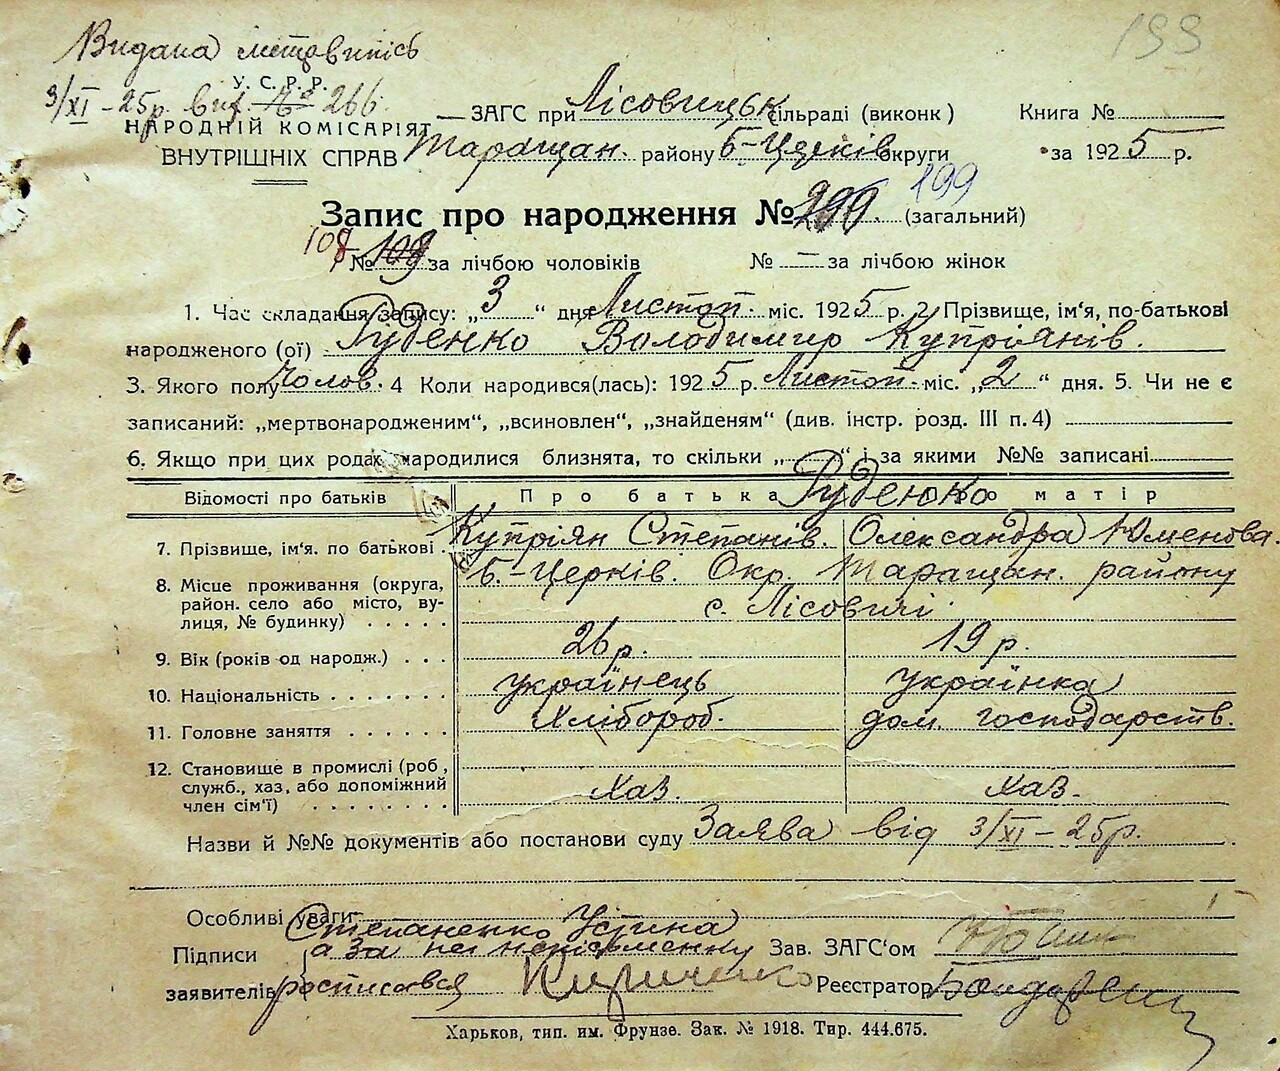 199
Видана метовипись
У. С. Р. Р.
3/XI - 25р. вих. № 266
НАРОДНІЙ КОМІСАРІЯТ
ВНУТРІШНІХ СПРАВ
ЗАГС при Лісовицьк сільраді (виконк) Книга №
Таращан. району Б-Церків округи за 1925 р.
Запис про народження № 199 (загальний)
108 № 109 за лічбою чоловіків № — за лічбою жінок
1. Час складання запису: „3“ дня Листоп. міс. 1925 р. 2. Прізвище, ім'я, по-батькові
народженого (ої) Руденко Володимир Купріянів.
3. Якого полу Чолов. 4 Коли народився(лась): 1925 р. Листоп. міс. „2“ дня. 5. Чи не є
записаний: „мертвонародженим“, „всиновлен“, „знайденям“ (див. інстр. розд. III п. 4)
6. Якщо при цих родах народилися близнята, то скільки „ “ і за якими №№ записані
Відомості про батьків Про батька Про матір
Руденко
7. Прізвище, ім'я. по батькові. Купріян Степанів. Олександра Юменова.
8. Місце проживання (округа, Б.-Церків. Окр. Таращан. району
район. село або місто, ву- с. Лісовичі
лиця, № будинку)
9. Вік (років од народж.) 26 р. 19 р.
10. Національність українець українка
11. Головне заняття Хлібороб. дом. господарств.
12. Становище в промислі (роб,
служб., хаз, або допоміжний Хаз. Хаз.
член сім'ї)
Назви й №№ документів або постанови суду Заява від 3/XI - 25р.
Особливі уваги
Степаненко Устина
Підписи а за неї неписьменну Зав. ЗАГС'ом
заявителів росписався Кириченко Реєстратор Бондаренко
Харьков, тип. им. Фрунзе. Зак. № 1918. Тир. 444.675.